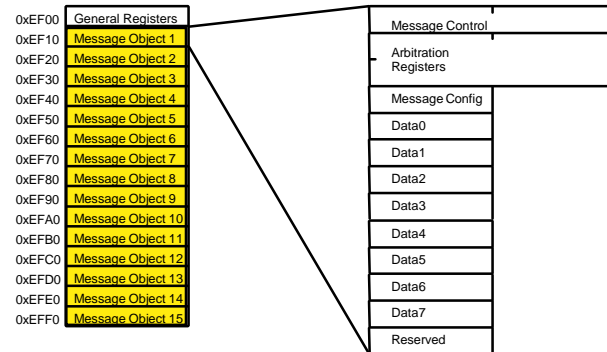 0xEF00 General Registers
0xEF10 Message Object 1
0xEF20 Message Object 2
0xEF30 Message Object 3
0xEF40 Message Object 4
0xEF50 Message Object 5
0xEF60 Message Object 6
0xEF70 Message Object 7
0xEF80 Message Object 8
0xEF90 Message Object 9
0xEFA0 Message Object 10
0xEFB0 Message Object 11
0xEFC0 Message Object 12
0xEFD0 Message Object 13
0xEFE0 Message Object 14
0xEFF0 Message Object 15
Message Control
Arbitration
Registers
Message Config
Data0
Data1
Data2
Data3
Data4
Data5
Data6
Data7
Reserved